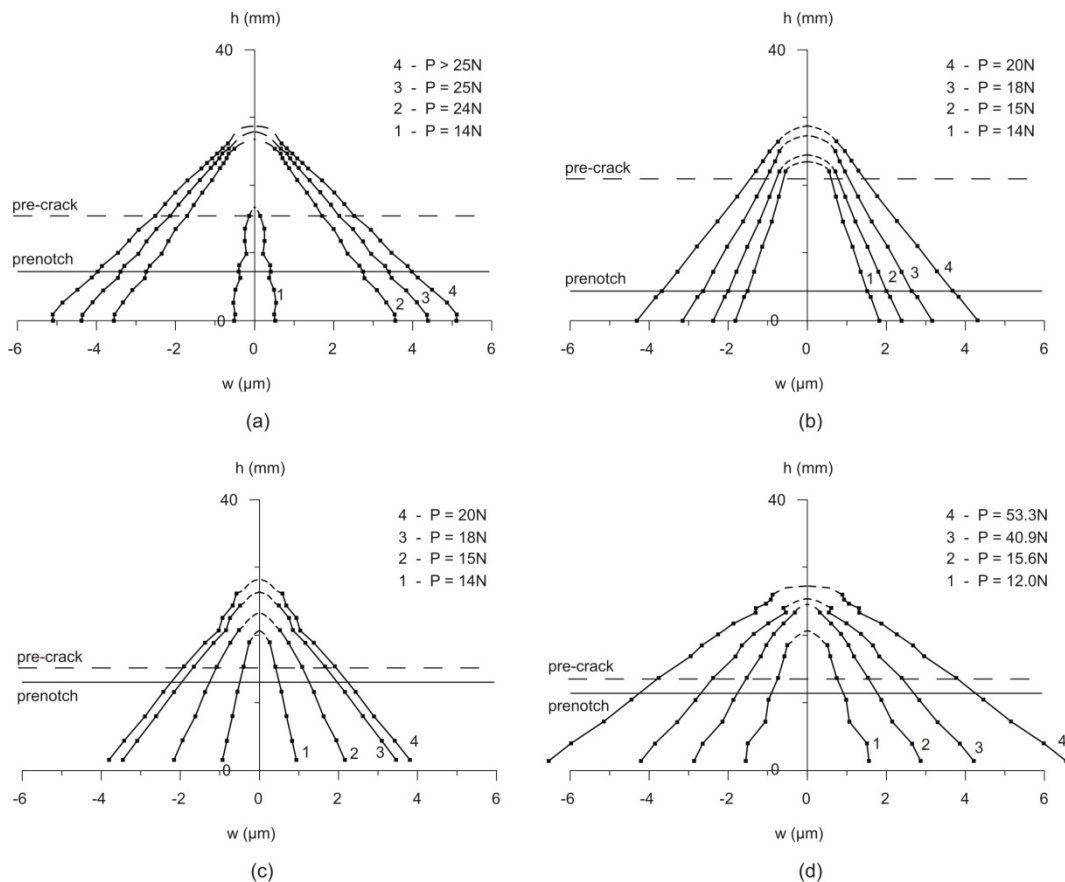 h (mm)
40
4 - P > 25N
3 - P = 25N
2 - P = 24N
1 - P = 14N
pre-crack
prenotch
1
2
3
4
0
-6 -4 -2 0 2 4 6
w (µm)
(a)
h (mm)
40
4 - P = 20N
3 - P = 18N
2 - P = 15N
1 - P = 14N
pre-crack
prenotch
1
2
3
4
0
-6 -4 -2 0 2 4 6
w (µm)
(b)
h (mm)
40
4 - P = 20N
3 - P = 18N
2 - P = 15N
1 - P = 14N
pre-crack
prenotch
1
2
3
4
0
-6 -4 -2 0 2 4 6
w (µm)
(c)
h (mm)
40
4 - P = 53.3N
3 - P = 40.9N
2 - P = 15.6N
1 - P = 12.0N
pre-crack
prenotch
1
2
3
4
0
-6 -4 -2 0 2 4 6
w (µm)
(d)